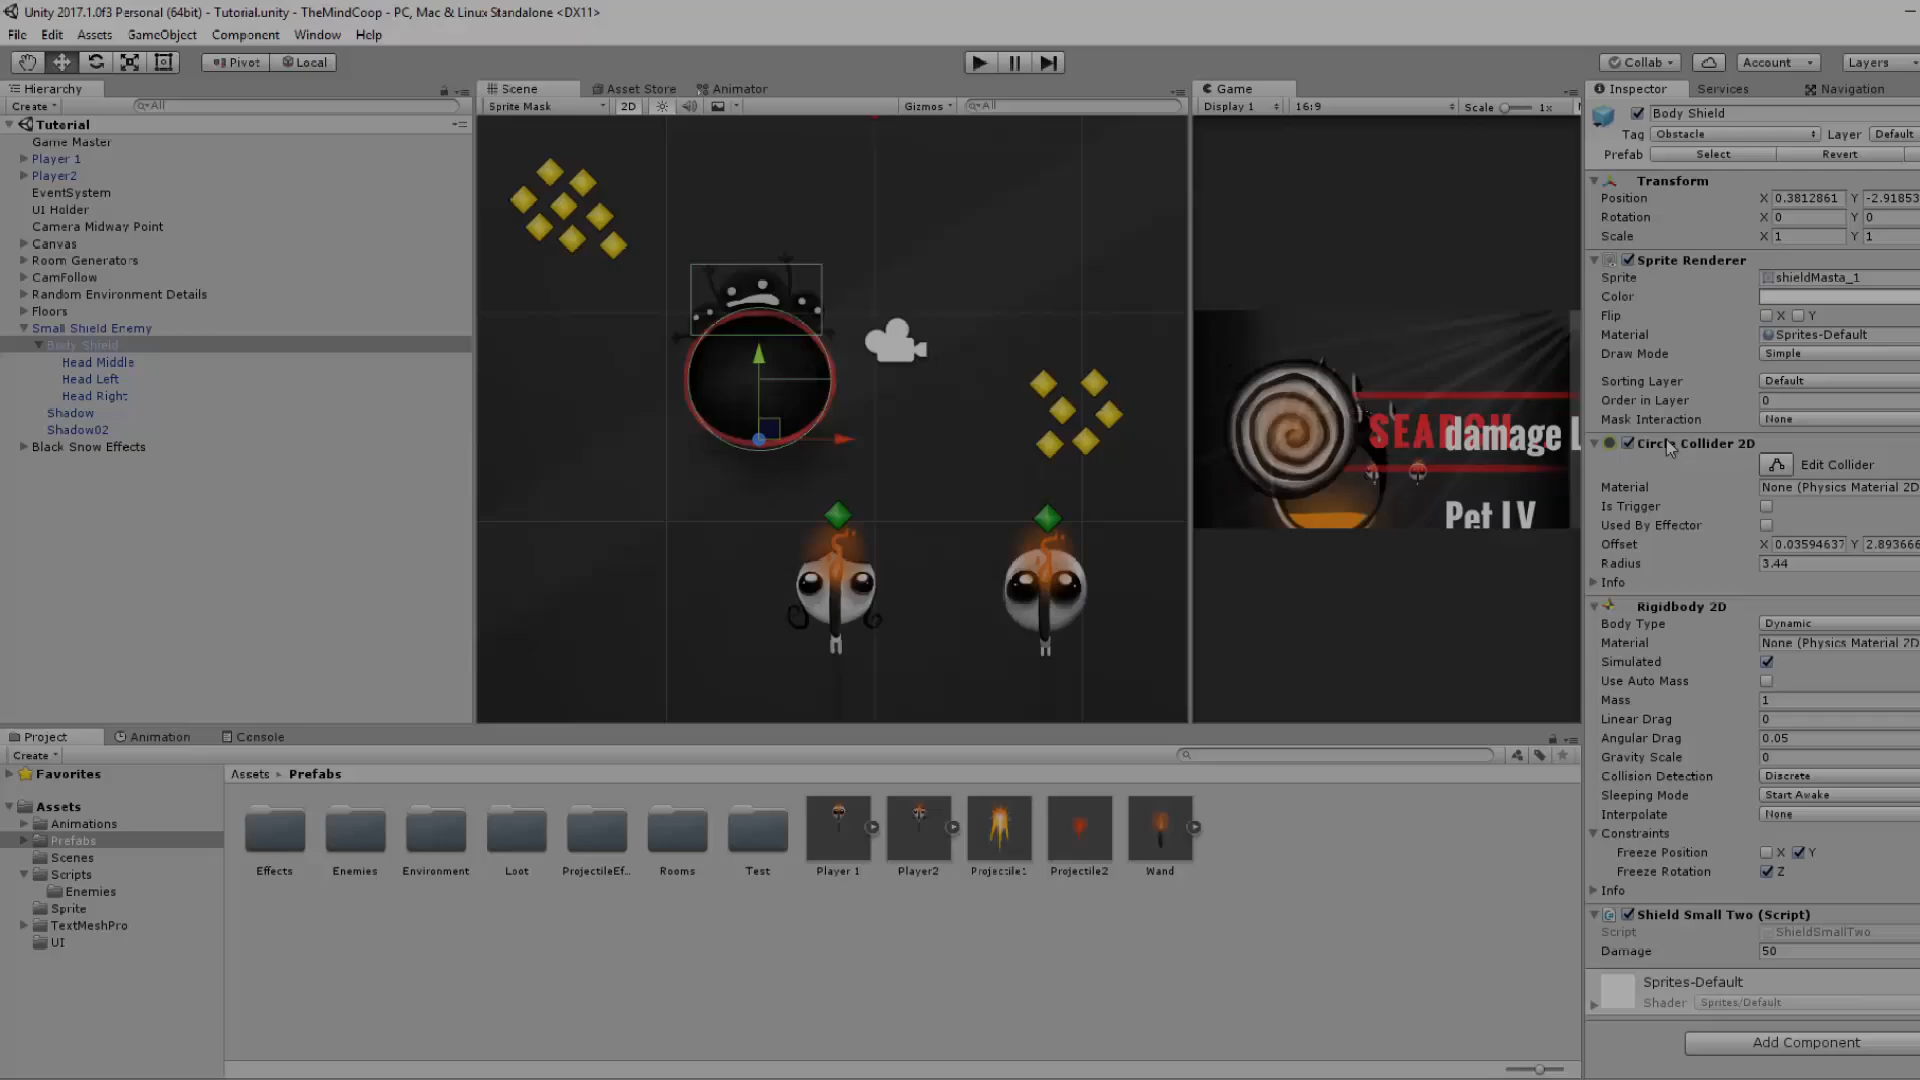 Unity 2017.1.0f3 Personal (64bit) - Tutorial.unity - TheMindCoop - PC, Mac & Linux Standalone <DX11>
File Edit Assets GameObject Component Window Help
Pivot Local Collab Account Layers
Hierarchy
Create All
Tutorial
Game Master
Player 1
Player2
EventSystem
UI Holder
Camera Midway Point
Canvas
Room Generators
CamFollow
Random Environment Details
Floors
Small Shield Enemy
Body Shield
Head Middle
Head Left
Head Right
Shadow
Shadow02
Black Snow Effects
Scene Asset Store Animator
Sprite Mask 2D Gizmos All
Game
Display 1 16:9 Scale 1x
SEARCH
damage L
Pet LV
Inspector Services Navigation
Body Shield
Tag Obstacle Layer Default
Prefab Select Revert
Transform
Position X 0.3812861 Y -2.91853
Rotation X 0 Y 0
Scale X 1 Y 1
Sprite Renderer
Sprite shieldMasta_1
Color
Flip X Y
Material Sprites-Default
Draw Mode Simple
Sorting Layer Default
Order in Layer 0
Mask Interaction None
Circle Collider 2D
Edit Collider
Material None (Physics Material 2D
Is Trigger
Used By Effector
Offset X 0.03594637 Y 2.893666
Radius 3.44
Info
Rigidbody 2D
Body Type Dynamic
Material None (Physics Material 2D
Simulated
Use Auto Mass
Mass 1
Linear Drag 0
Angular Drag 0.05
Gravity Scale 0
Collision Detection Discrete
Sleeping Mode Start Awake
Interpolate None
Constraints
Freeze Position X Y
Freeze Rotation Z
Info
Shield Small Two (Script)
Script ShieldSmallTwo
Damage 50
Sprites-Default
Shader Sprites/Default
Add Component
Project Animation Console
Create
Favorites
Assets
Animations
Prefabs
Scenes
Scripts
Enemies
Sprite
TextMeshPro
UI
Assets Prefabs
Effects Enemies Environment Loot ProjectileEf... Rooms Test Player 1 Player2 Projectile1 Projectile2 Wand